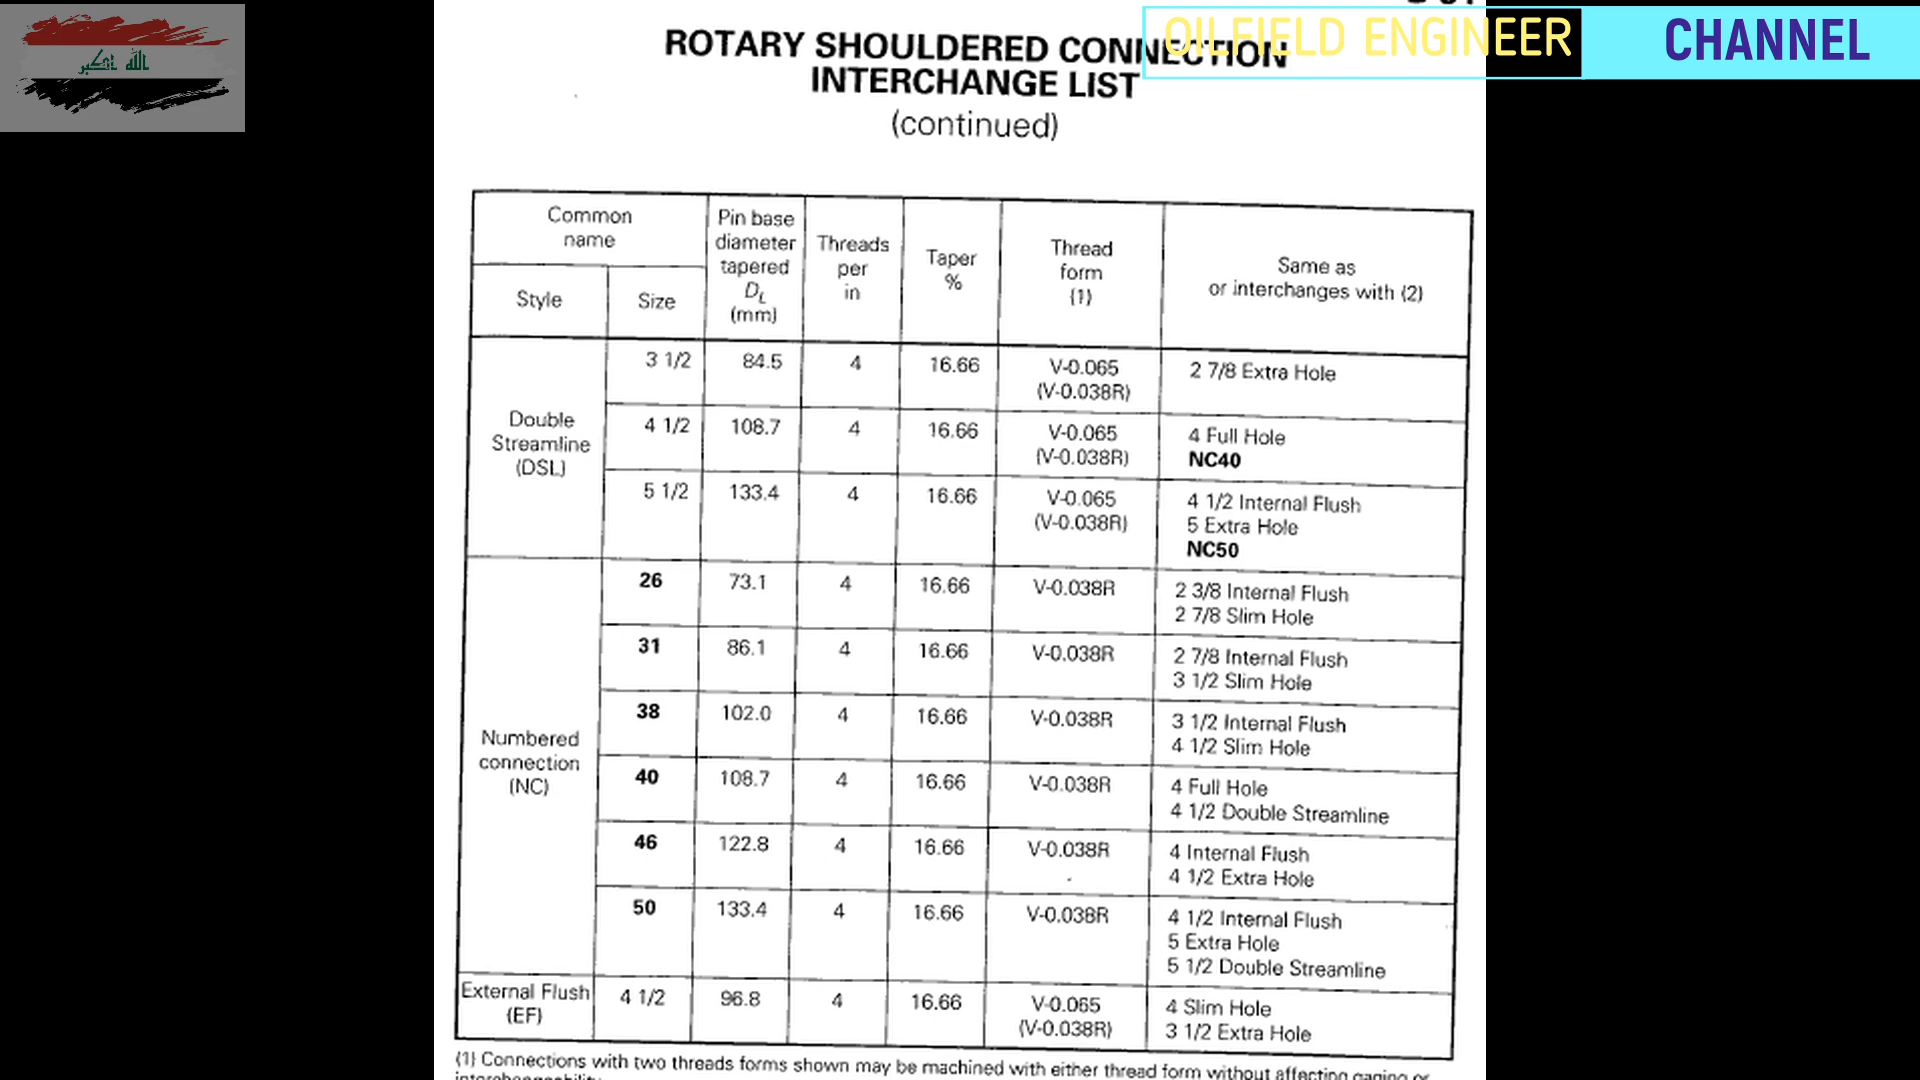 الله اكبر
OILFIELD ENGINEER
CHANNEL
ROTARY SHOULDERED CONNECTION
INTERCHANGE LIST
(continued)
Common name
Style
Size
Pin base diameter tapered D_L (mm)
Threads per in
Taper %
Thread form (1)
Same as or interchanges with (2)
Double Streamline (DSL)
3 1/2 84.5 4 16.66 V-0.065 (V-0.038R) 2 7/8 Extra Hole
4 1/2 108.7 4 16.66 V-0.065 (V-0.038R) 4 Full Hole NC40
5 1/2 133.4 4 16.66 V-0.065 (V-0.038R) 4 1/2 Internal Flush 5 Extra Hole NC50
Numbered connection (NC)
26 73.1 4 16.66 V-0.038R 2 3/8 Internal Flush 2 7/8 Slim Hole
31 86.1 4 16.66 V-0.038R 2 7/8 Internal Flush 3 1/2 Slim Hole
38 102.0 4 16.66 V-0.038R 3 1/2 Internal Flush 4 1/2 Slim Hole
40 108.7 4 16.66 V-0.038R 4 Full Hole 4 1/2 Double Streamline
46 122.8 4 16.66 V-0.038R 4 Internal Flush 4 1/2 Extra Hole
50 133.4 4 16.66 V-0.038R 4 1/2 Internal Flush 5 Extra Hole 5 1/2 Double Streamline
External Flush (EF) 4 1/2 96.8 4 16.66 V-0.065 (V-0.038R) 4 Slim Hole 3 1/2 Extra Hole
(1) Connections with two threads forms shown may be machined with either thread form without affecting gaging or